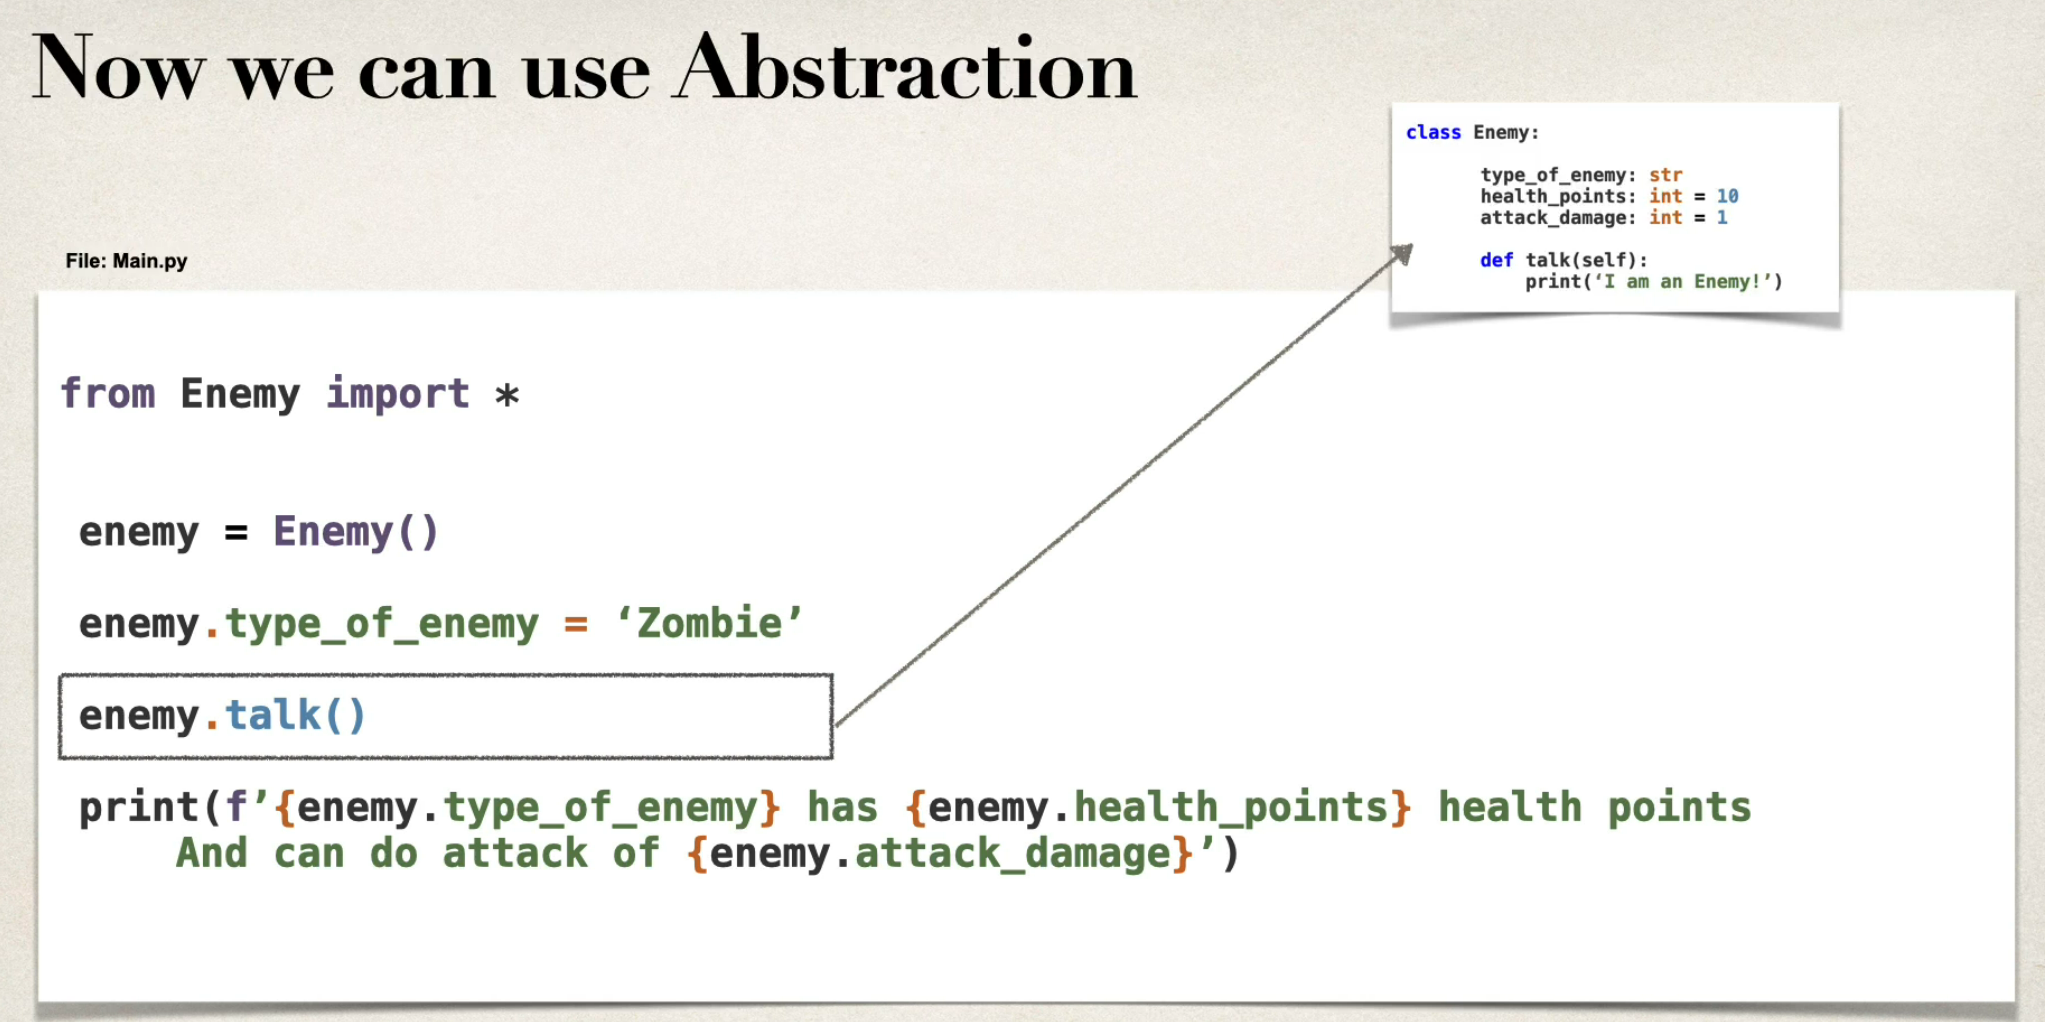 Now we can use Abstraction
class Enemy:
type_of_enemy: str
health_points: int = 10
attack_damage: int = 1
def talk(self):
print(‘I am an Enemy!’)
File: Main.py
from Enemy import *
enemy = Enemy()
enemy.type_of_enemy = ‘Zombie’
enemy.talk()
print(f’{enemy.type_of_enemy} has {enemy.health_points} health points
And can do attack of {enemy.attack_damage}’)